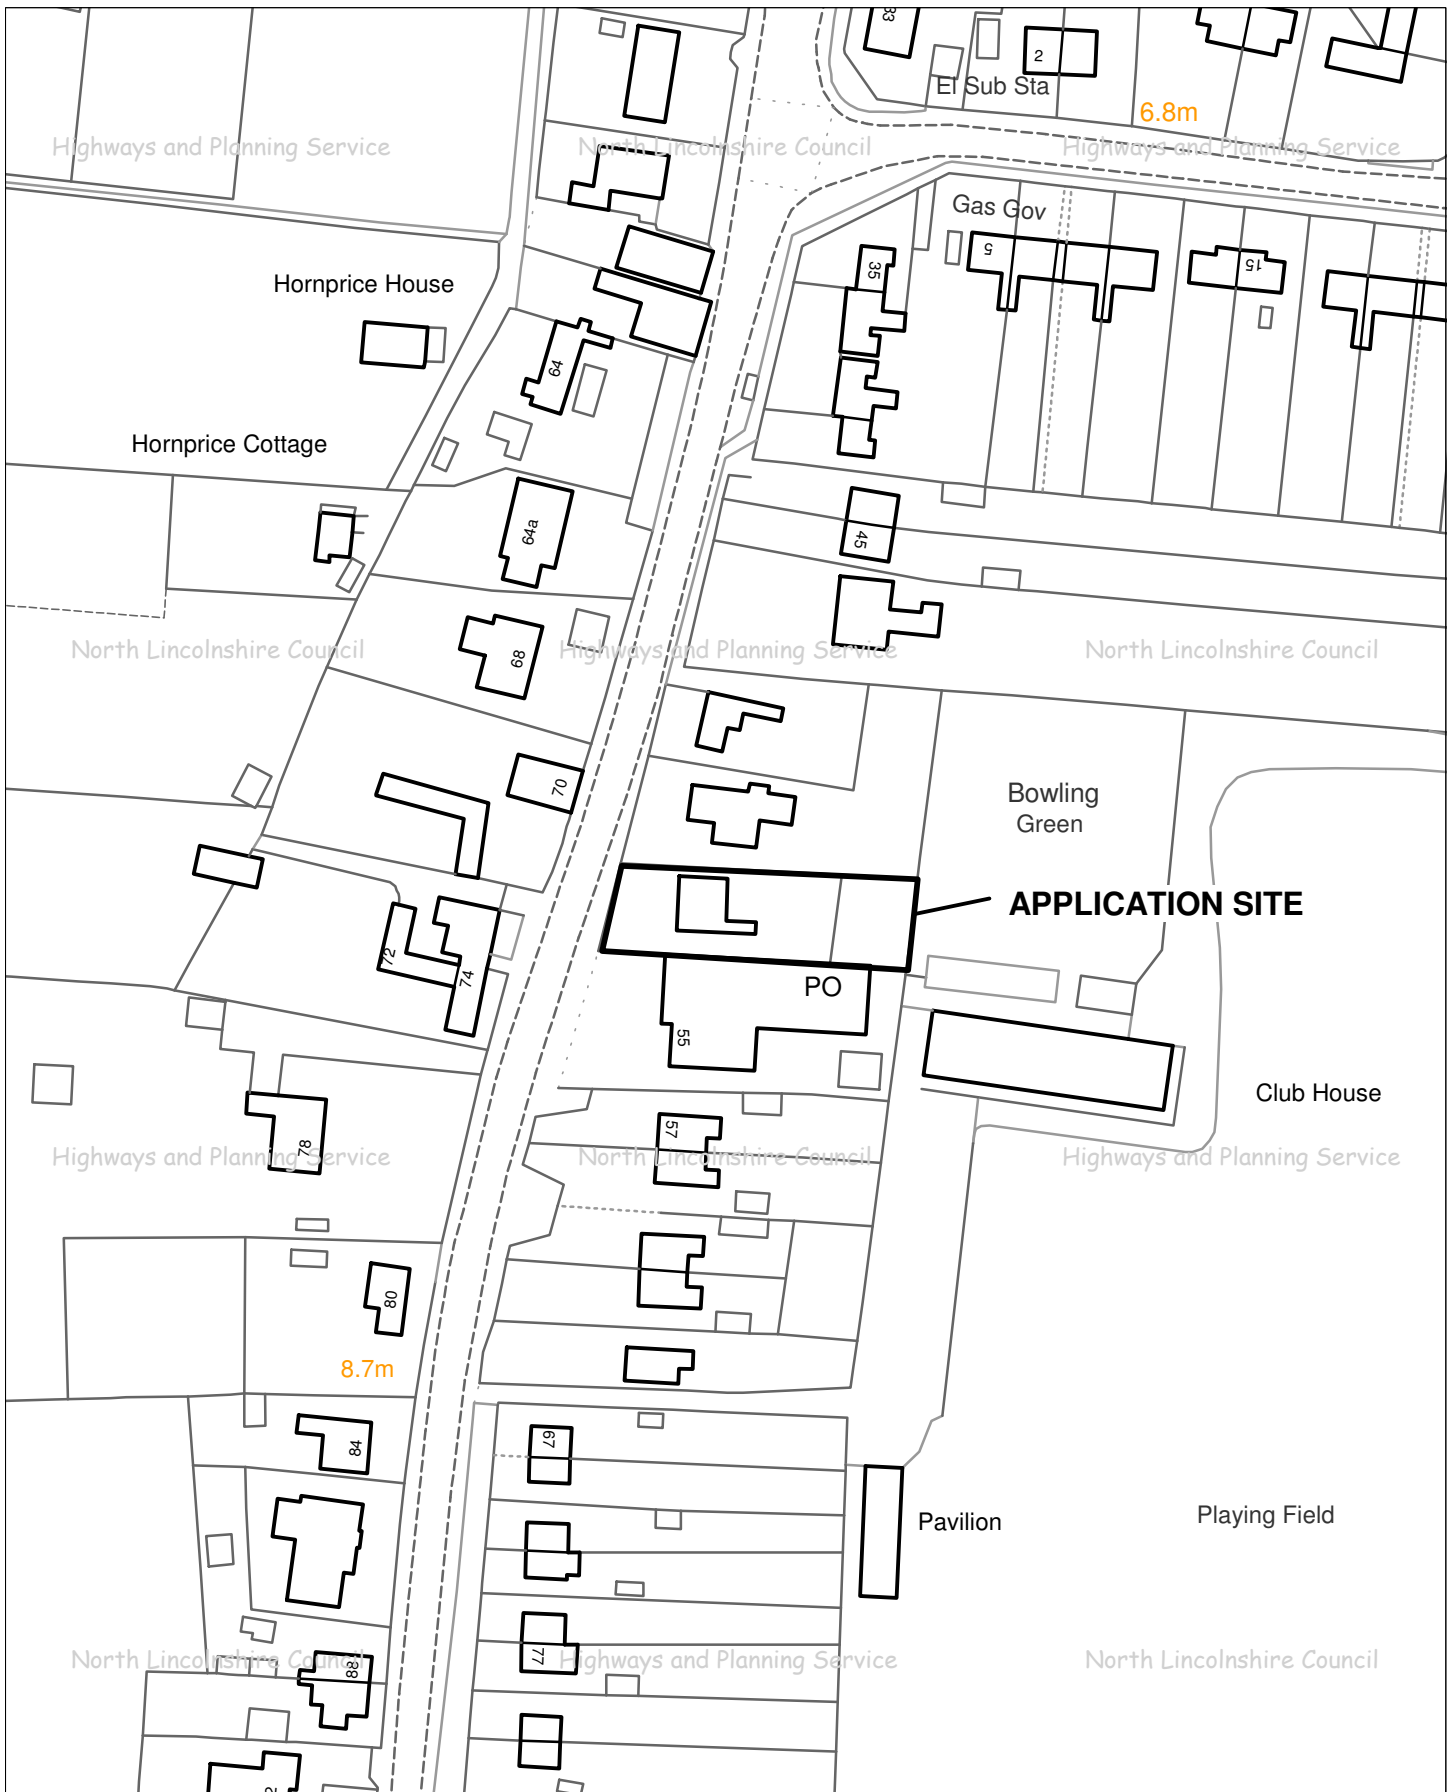 33
2
El Sub Sta
6.8m
Highways and Planning Service
North Lincolnshire Council
Highways and Planning Service
Gas Gov
5
15
35
Hornprice House
64
Hornprice Cottage
64a
45
North Lincolnshire Council
Highways and Planning Service
North Lincolnshire Council
68
70
Bowling
Green
APPLICATION SITE
72
74
PO
55
Club House
57
78
Highways and Planning Service
North Lincolnshire Council
Highways and Planning Service
80
8.7m
67
84
Pavilion
Playing Field
77
88
North Lincolnshire Council
Highways and Planning Service
North Lincolnshire Council